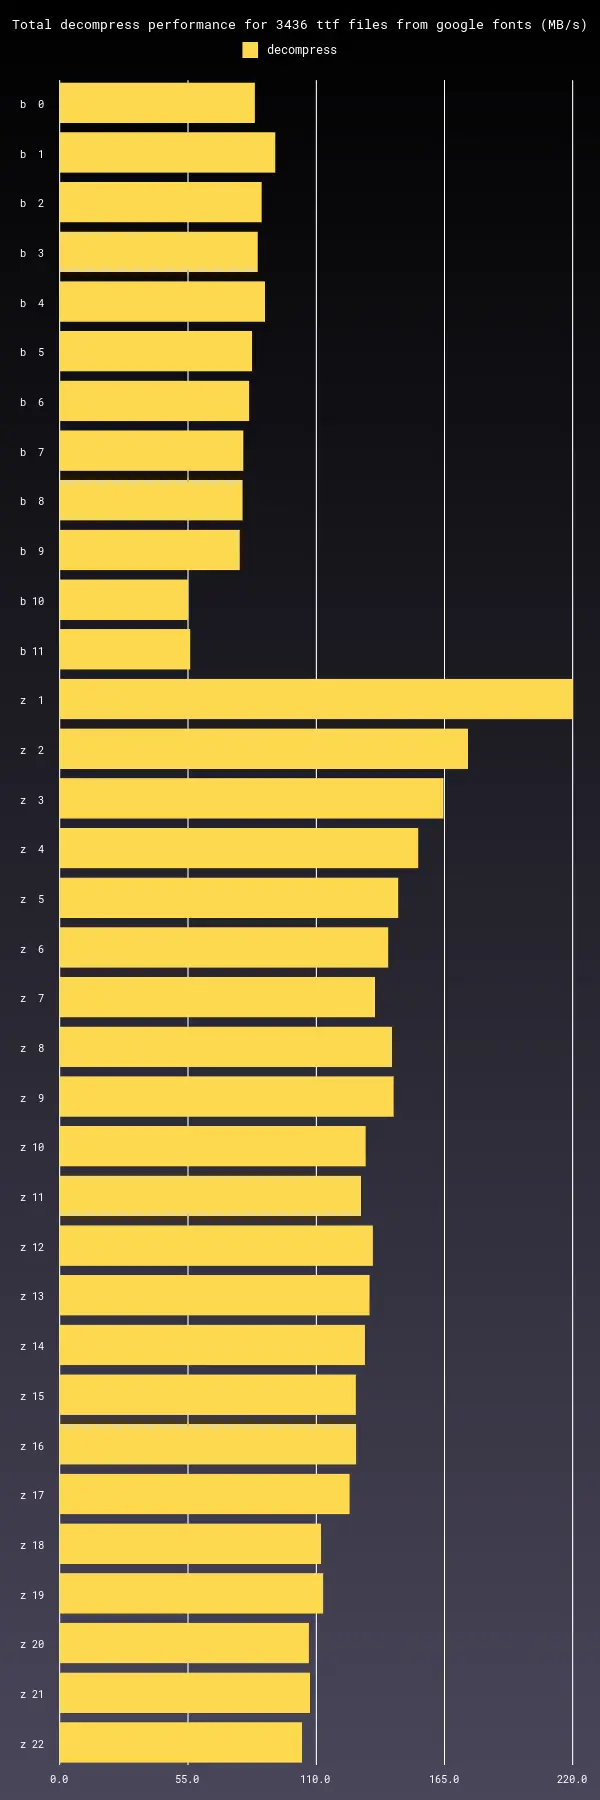 Total decompress performance for 3436 ttf files from google fonts (MB/s)
decompress
b 0
b 1
b 2
b 3
b 4
b 5
b 6
b 7
b 8
b 9
b 10
b 11
z 1
z 2
z 3
z 4
z 5
z 6
z 7
z 8
z 9
z 10
z 11
z 12
z 13
z 14
z 15
z 16
z 17
z 18
z 19
z 20
z 21
z 22
0.0 55.0 110.0 165.0 220.0